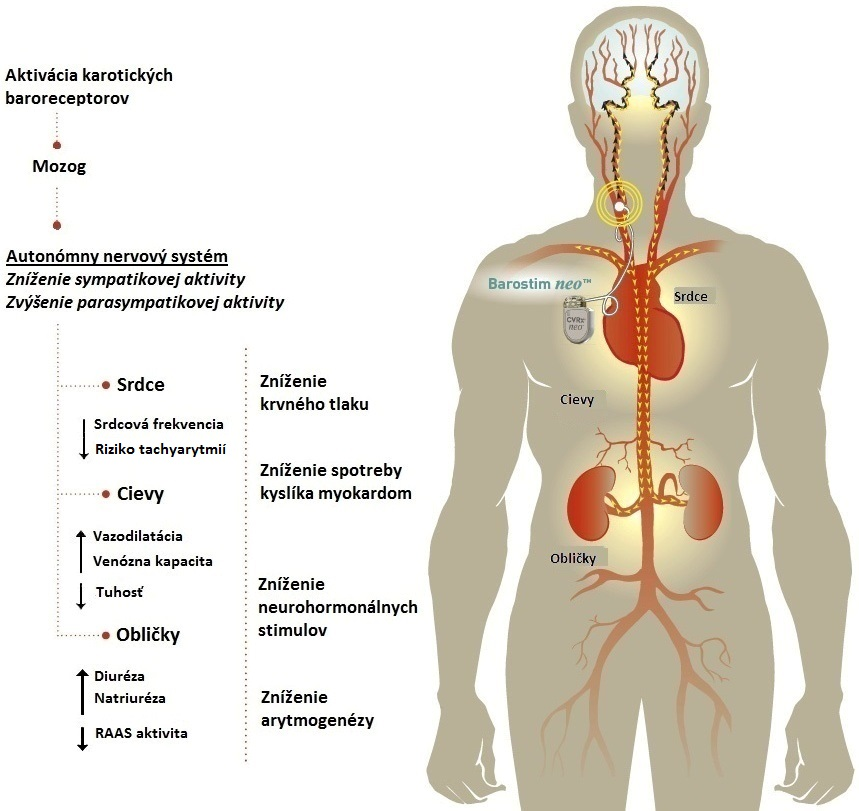 Aktivácia karotických
baroreceptorov
Mozog
Autonómny nervový systém
Zníženie sympatikovej aktivity
Zvýšenie parasympatikovej aktivity
Srdce
Srdcová frekvencia
Riziko tachyarytmií
Cievy
Vazodilatácia
Venózna kapacita
Tuhosť
Obličky
Diuréza
Natriuréza
RAAS aktivita
Zníženie
krvného tlaku
Zníženie spotreby
kyslíka myokardom
Zníženie
neurohormonálnych
stimulov
Zníženie
arytmogenézy
Barostim neo™
CVRx
neo
Srdce
Cievy
Obličky